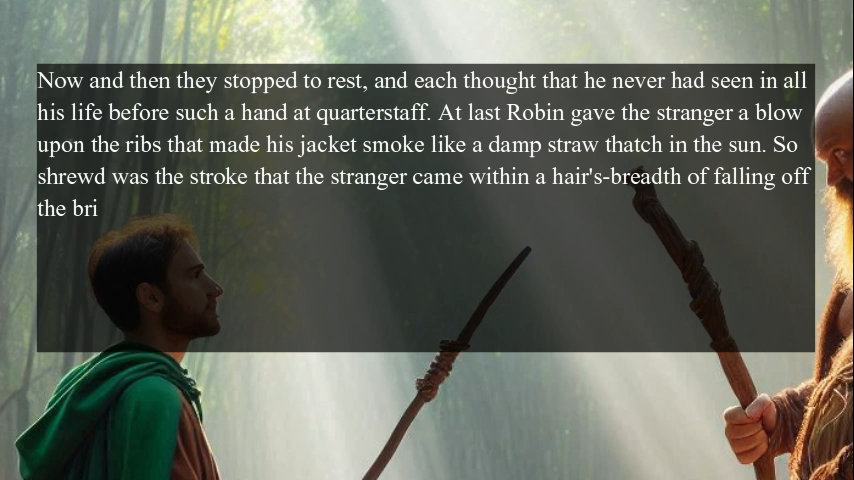 Now and then they stopped to rest, and each thought that he never had seen in all
his life before such a hand at quarterstaff. At last Robin gave the stranger a blow
upon the ribs that made his jacket smoke like a damp straw thatch in the sun. So
shrewd was the stroke that the stranger came within a hair's-breadth of falling off
the bri